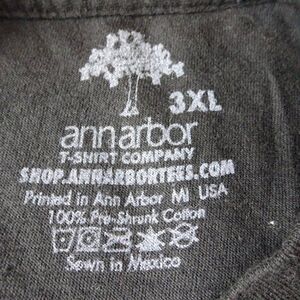 3XL
annarbor
T-SHIRT COMPANY
SHOP.ANNARBORTEES.COM
Printed in Ann Arbor MI USA
100% Pre-Shrunk Cotton
Sewn in Mexico